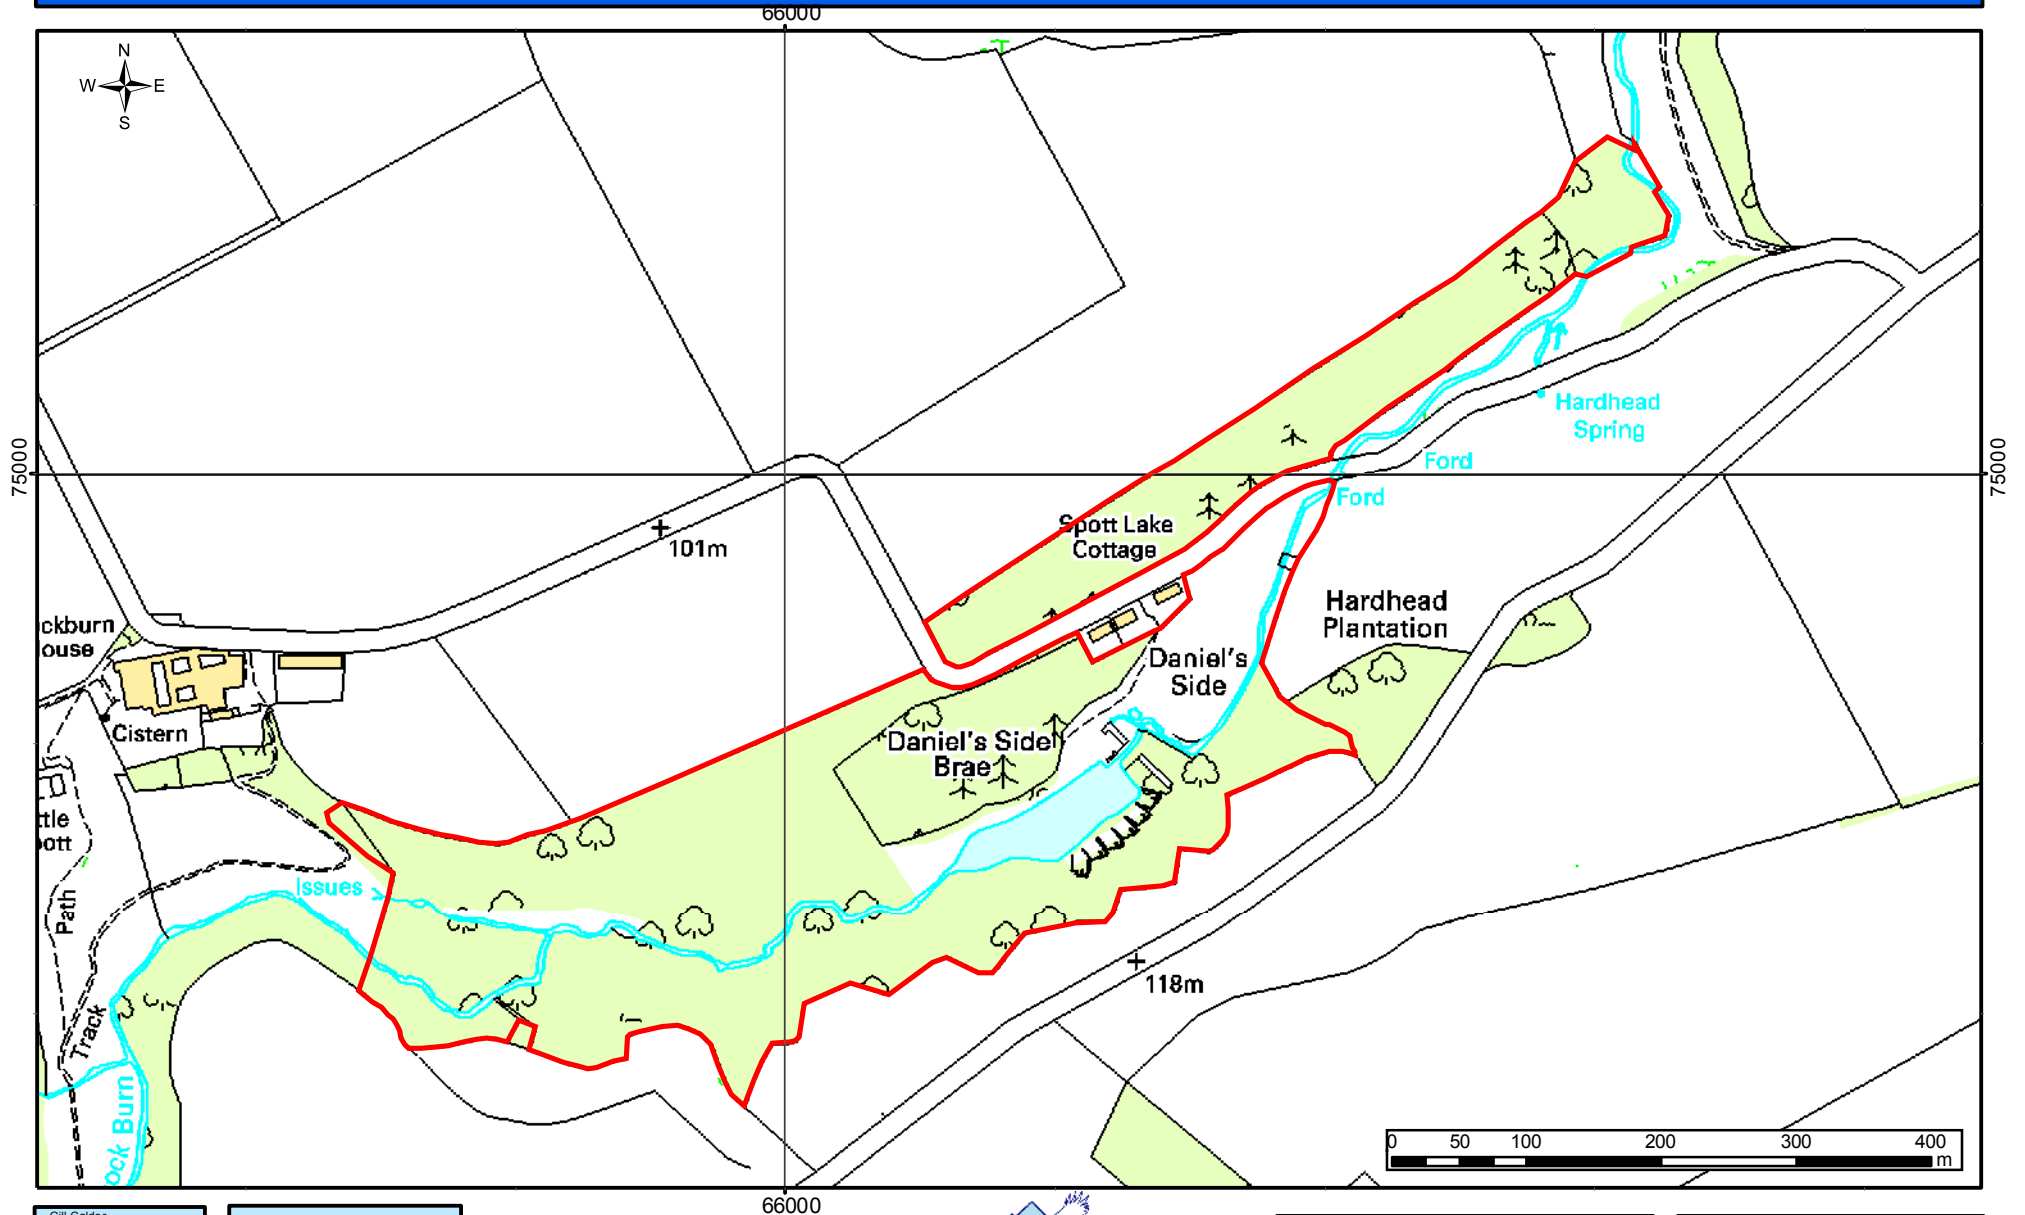 66000
N
W E
S
75000
75000
Hardhead
Spring
Ford
Ford
Spott Lake
Cottage
101m
Hardhead
Plantation
ckburn
ouse
Daniel's
Side
Cistern
Daniel's Side
Brae
ttle
ott
Issues
Path
118m
Track
ock Burn
0 50 100 200 300 400
m
66000